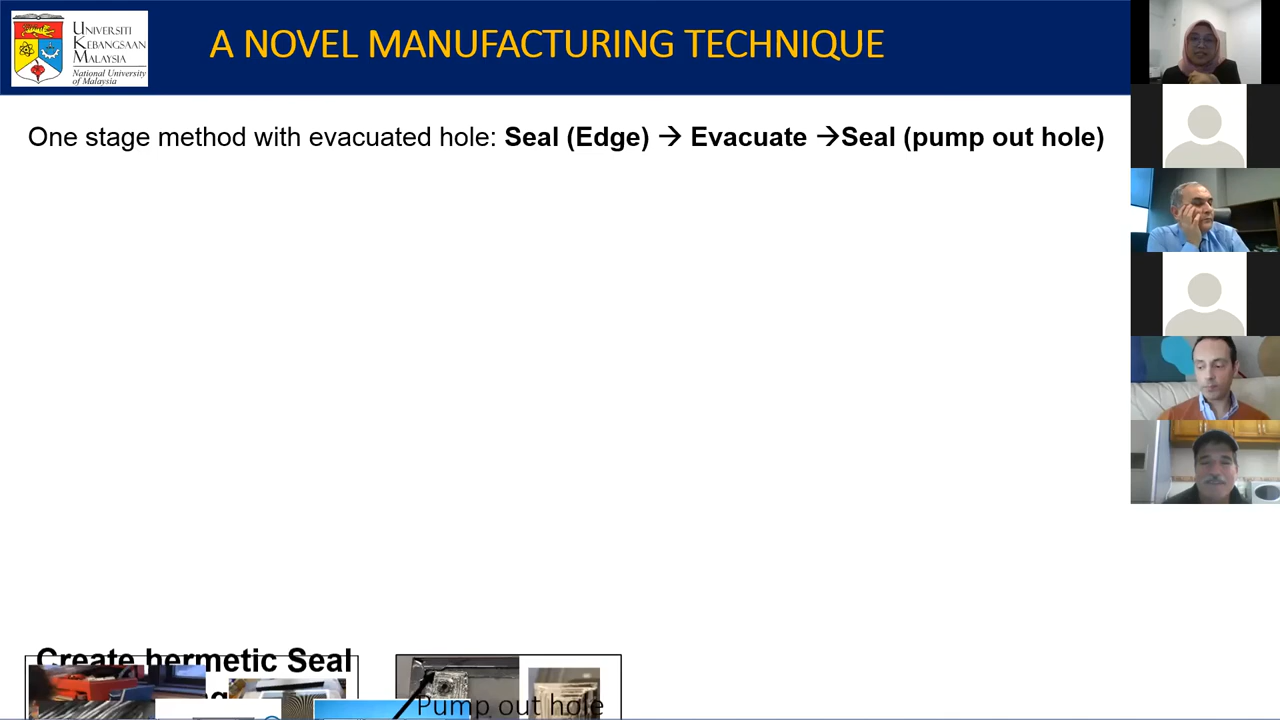 UNIVERSITI
KEBANGSAAN
MALAYSIA
National University
of Malaysia
A NOVEL MANUFACTURING TECHNIQUE
One stage method with evacuated hole: Seal (Edge) → Evacuate →Seal (pump out hole)
Create hermetic Seal
Pump out hole